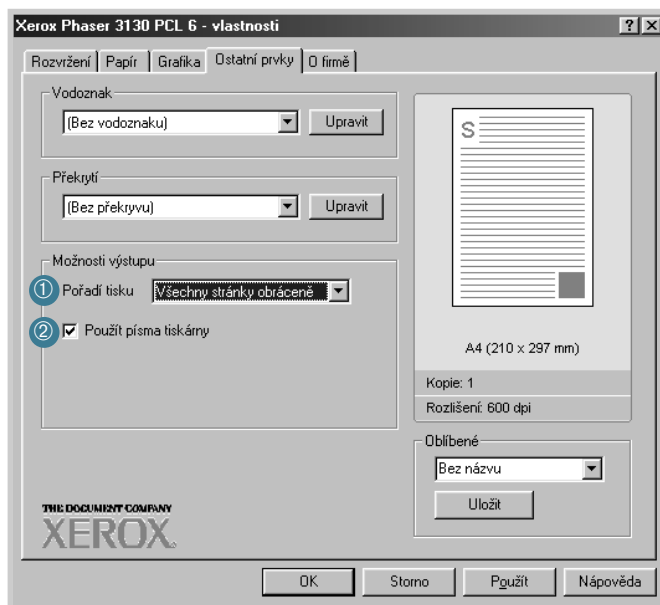 Xerox Phaser 3130 PCL 6 - vlastnosti
Rozvržení Papír Grafika Ostatní prvky O firmě
Vodoznak
(Bez vodoznaku) Upravit
Překrytí
(Bez překryvu) Upravit
Možnosti výstupu
1 Pořadí tisku Všechny stránky obráceně
2 Použít písma tiskárny
S
A4 (210 x 297 mm)
Kopie: 1
Rozlišení: 600 dpi
Oblíbené
Bez názvu
Uložit
THE DOCUMENT COMPANY
XEROX
OK Storno Použít Nápověda